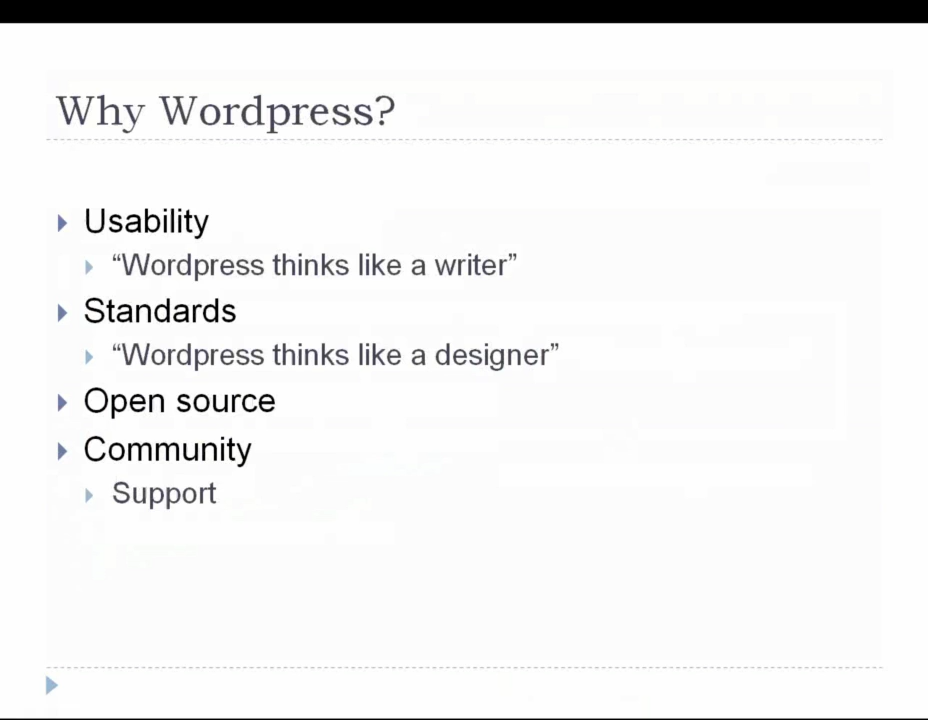 Why Wordpress?
Usability
“Wordpress thinks like a writer”
Standards
“Wordpress thinks like a designer”
Open source
Community
Support